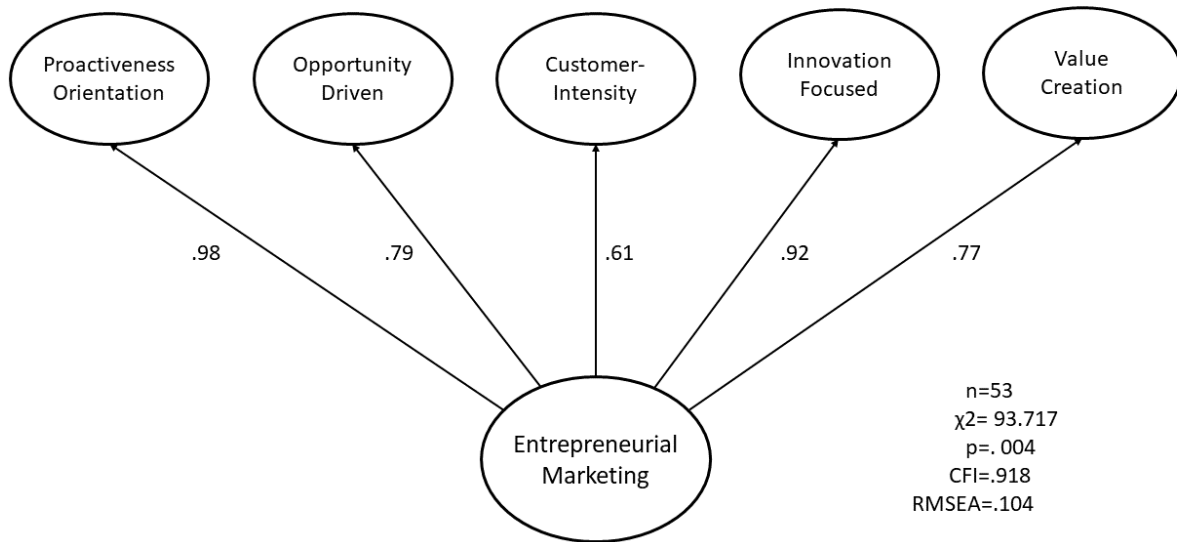 Proactiveness
Orientation
Opportunity
Driven
Customer-
Intensity
Innovation
Focused
Value
Creation
.98
.79
.61
.92
.77
Entrepreneurial
Marketing
n=53
χ2= 93.717
p=. 004
CFI=.918
RMSEA=.104